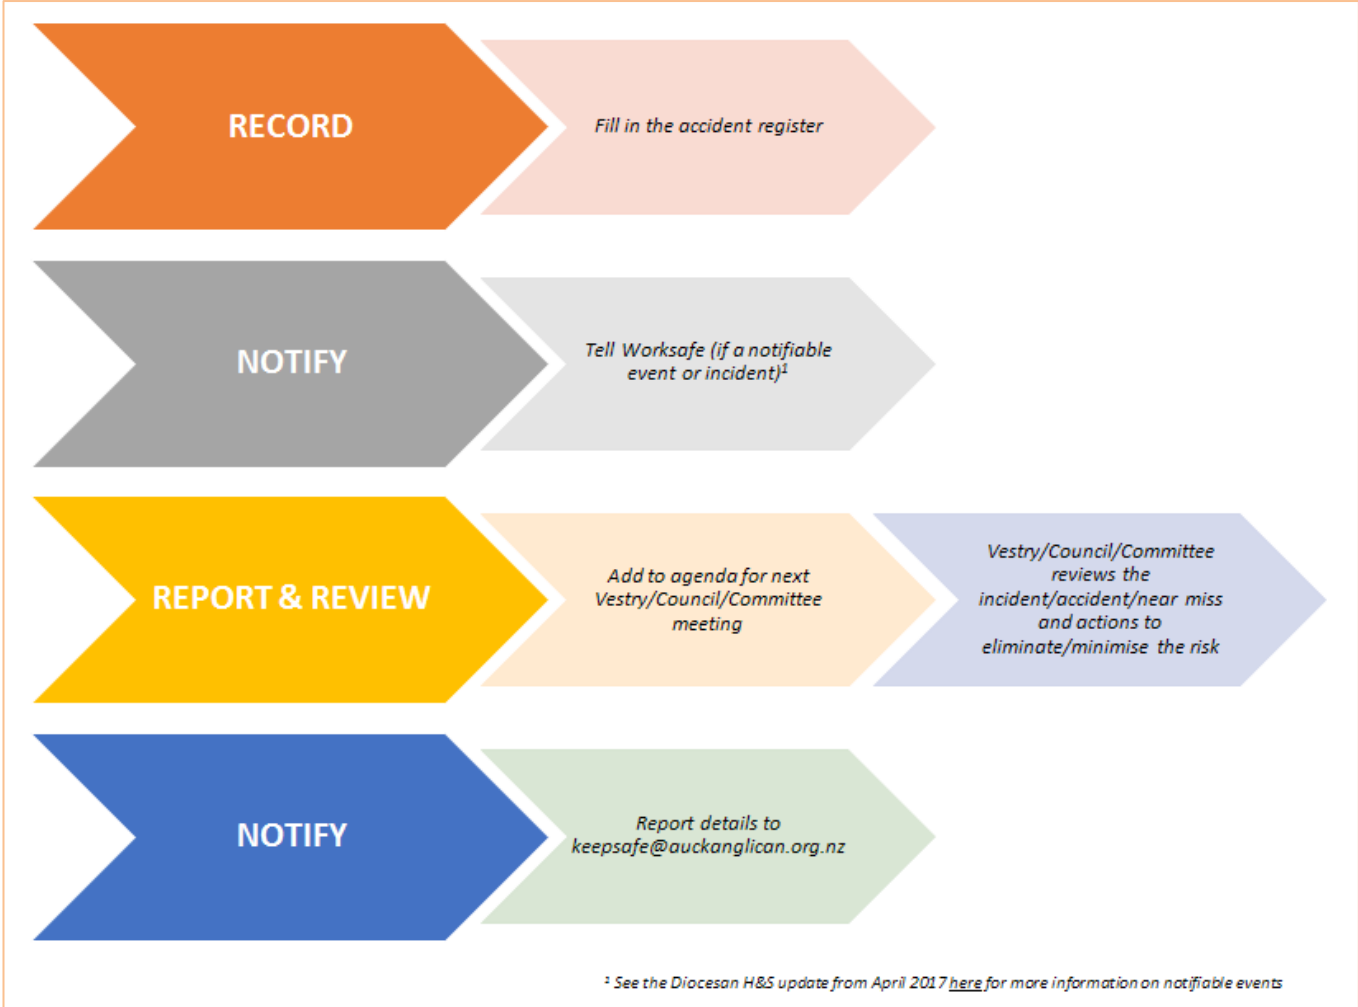 RECORD
Fill in the accident register
NOTIFY
Tell Worksafe (if a notifiable
event or incident)¹
REPORT & REVIEW
Add to agenda for next
Vestry/Council/Committee
meeting
Vestry/Council/Committee
reviews the
incident/accident/near miss
and actions to
eliminate/minimise the risk
NOTIFY
Report details to
keepsafe@auckanglican.org.nz
¹ See the Diocesan H&S update from April 2017 here for more information on notifiable events